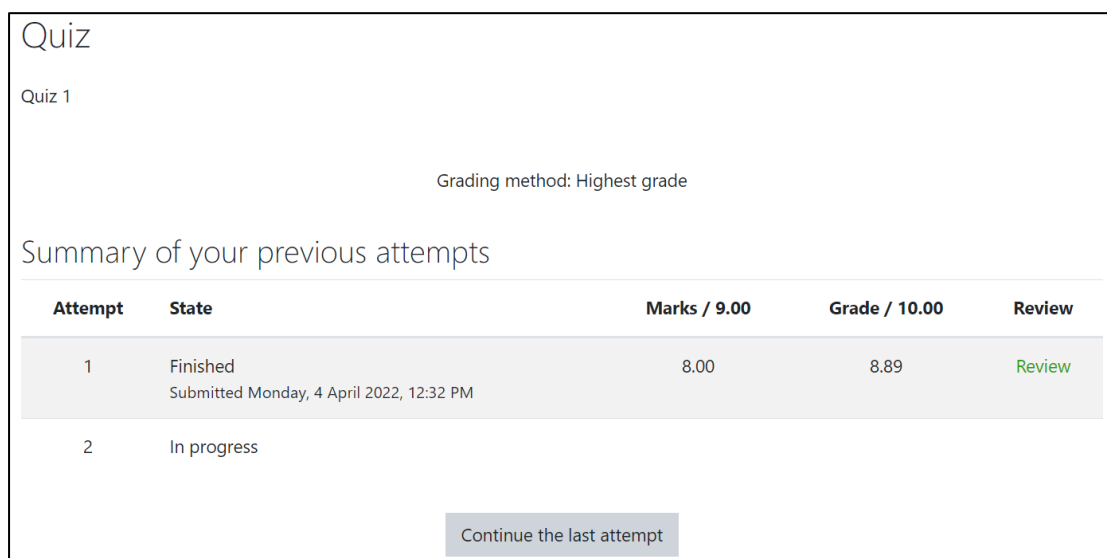 Quiz
Quiz 1
Grading method: Highest grade
Summary of your previous attempts
Attempt State Marks / 9.00 Grade / 10.00 Review
1 Finished 8.00 8.89 Review
Submitted Monday, 4 April 2022, 12:32 PM
2 In progress
Continue the last attempt